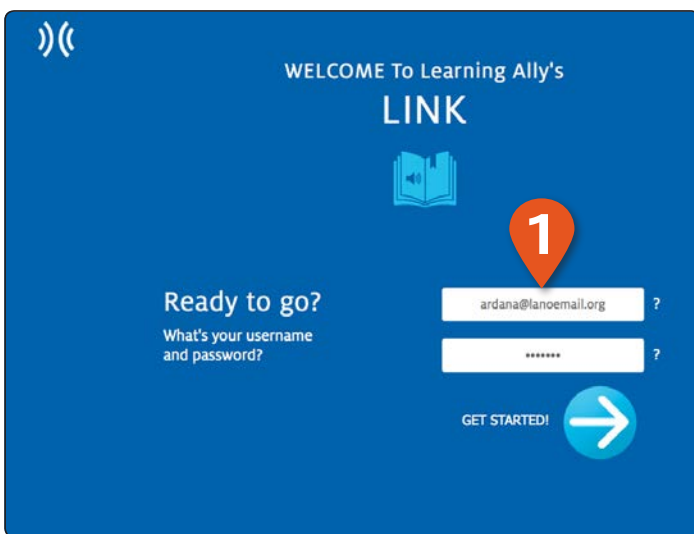 WELCOME To Learning Ally's
LINK
1
Ready to go?
What's your username
and password?
ardana@lanoemail.org ?
••••••• ?
GET STARTED!